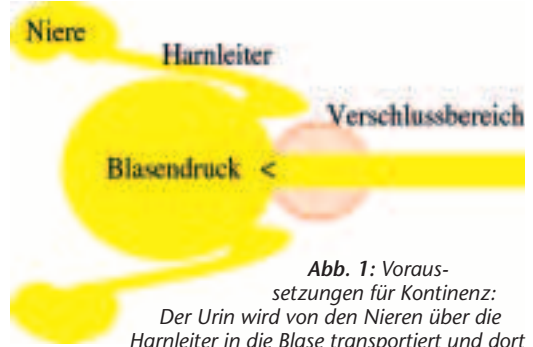 Niere
Harnleiter
Verschlussbereich
Blasendruck <
Abb. 1: Voraus-
setzungen für Kontinenz:
Der Urin wird von den Nieren über die
Harnleiter in die Blase transportiert und dort